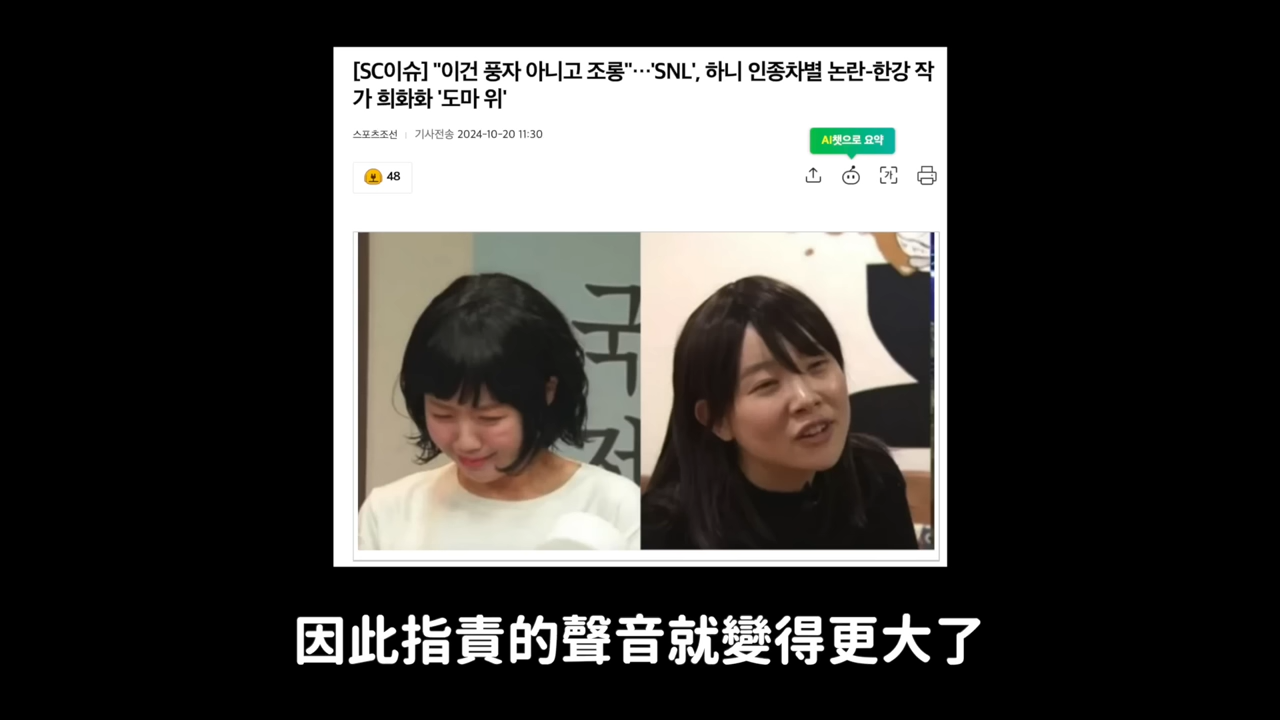 [SC이슈] "이건 풍자 아니고 조롱"…'SNL', 하니 인종차별 논란-한강 작
가 희화화 '도마 위'
스포츠조선 | 기사전송 2024-10-20 11:30
AI챗으로 요약
48
가
국
因此指責的聲音就變得更大了